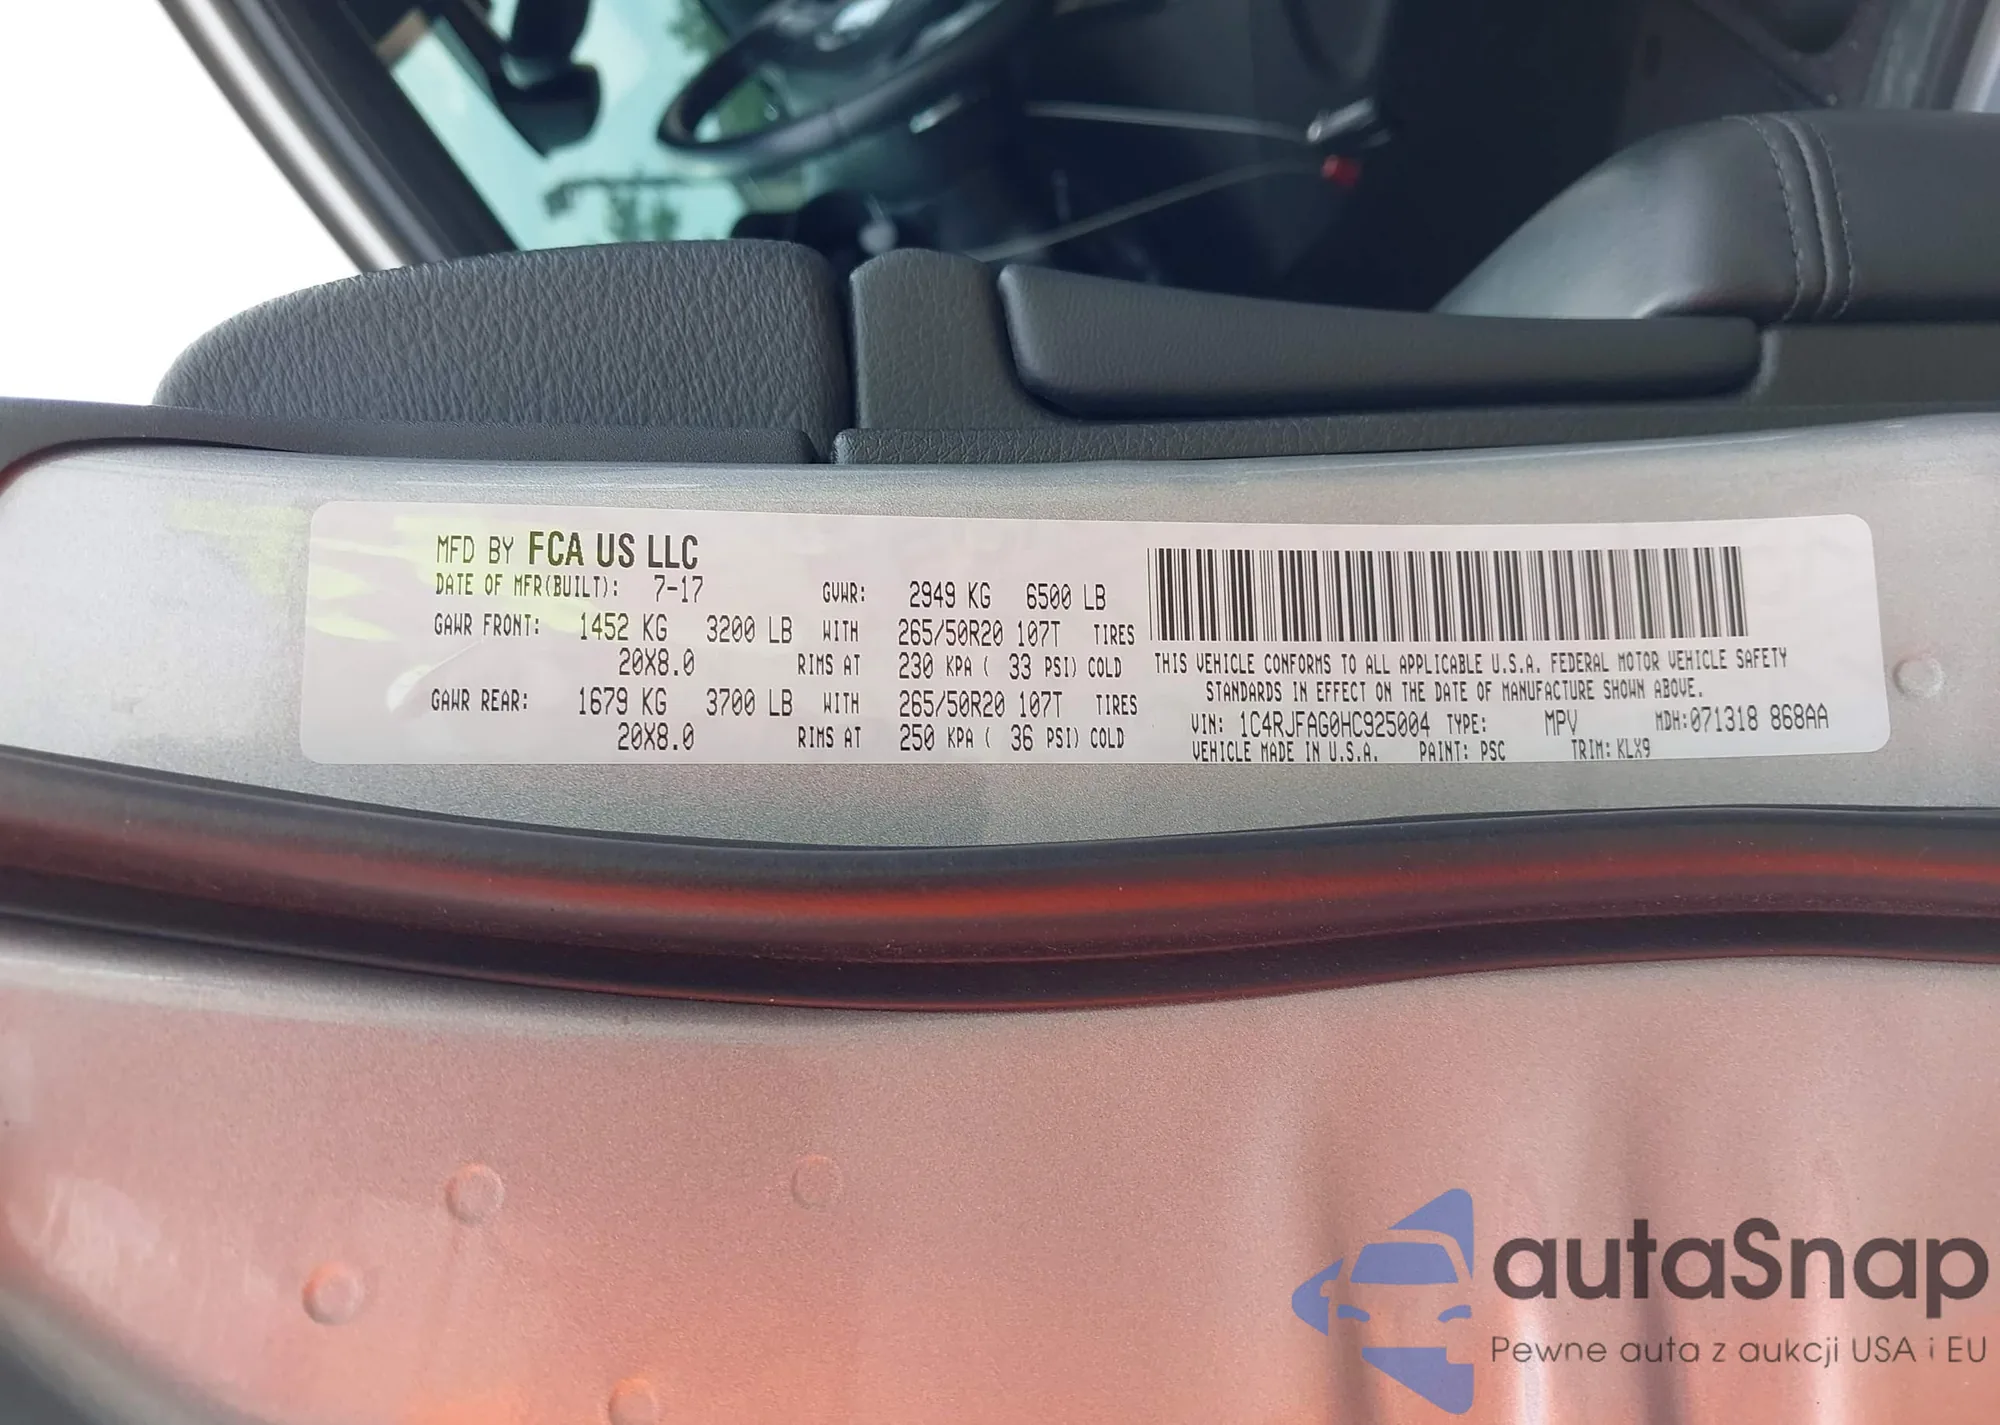 MFD BY FCA US LLC
DATE OF MFR(BUILT): 7-17 GVWR: 2949 KG 6500 LB
GAWR FRONT: 1452 KG 3200 LB WITH 265/50R20 107T TIRES
20X8.0 RIMS AT 230 KPA ( 33 PSI) COLD
GAWR REAR: 1679 KG 3700 LB WITH 265/50R20 107T TIRES
20X8.0 RIMS AT 250 KPA ( 36 PSI) COLD
THIS VEHICLE CONFORMS TO ALL APPLICABLE U.S.A. FEDERAL MOTOR VEHICLE SAFETY
STANDARDS IN EFFECT ON THE DATE OF MANUFACTURE SHOWN ABOVE.
VIN: 1C4RJFAG0HC925004 TYPE: MPV MDH:071318 868AA
VEHICLE MADE IN U.S.A. PAINT: PSC TRIM: KLX9
autaSnap
Pewne auta z aukcji USA i EU